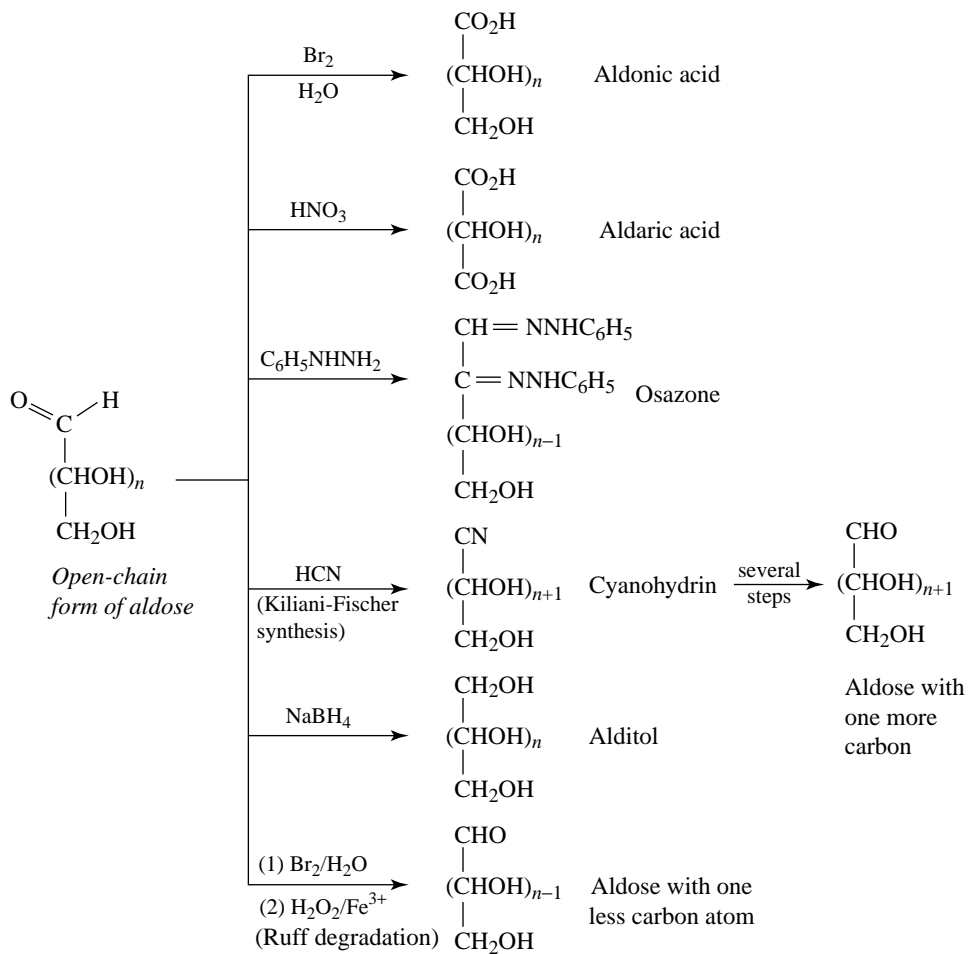 CO₂H
Br₂
(CHOH)ₙ Aldonic acid
H₂O
CH₂OH
CO₂H
HNO₃
(CHOH)ₙ Aldaric acid
CO₂H
CH = NNHC₆H₅
C₆H₅NHNH₂
C = NNHC₆H₅
Osazone
(CHOH)ₙ₋₁
CH₂OH
O H
C
(CHOH)ₙ
CH₂OH
Open-chain
form of aldose
CN
HCN
(CHOH)ₙ₊₁ Cyanohydrin
(Kiliani-Fischer
synthesis)
CH₂OH
several
steps
CHO
(CHOH)ₙ₊₁
CH₂OH
Aldose with
one more
carbon
CH₂OH
NaBH₄
(CHOH)ₙ Alditol
CH₂OH
CHO
(1) Br₂/H₂O
(CHOH)ₙ₋₁ Aldose with one
less carbon atom
(2) H₂O₂/Fe³⁺
(Ruff degradation)
CH₂OH